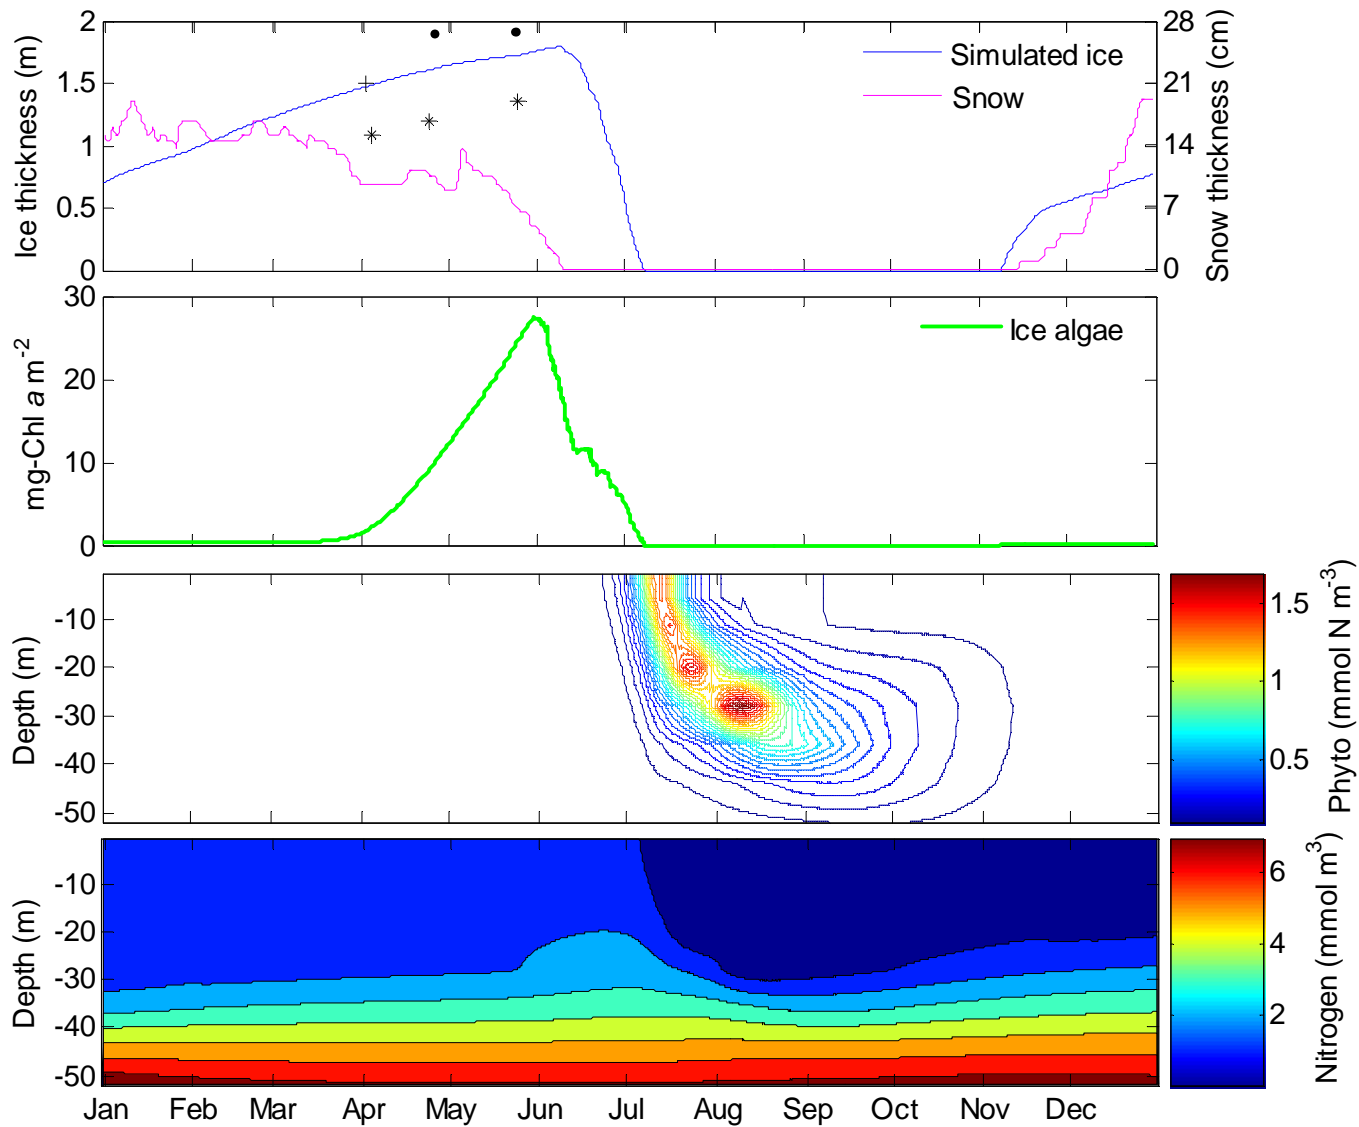 2
1.5
1
0.5
0
Ice thickness (m)
28
21
14
7
0
Snow thickness (cm)
Simulated ice
Snow
30
20
10
0
mg-Chl a m-2
Ice algae
-10
-20
-30
-40
-50
Depth (m)
1.5
1
0.5
Phyto (mmol N m-3)
-10
-20
-30
-40
-50
Depth (m)
6
4
2
Nitrogen (mmol m3)
Jan Feb Mar Apr May Jun Jul Aug Sep Oct Nov Dec